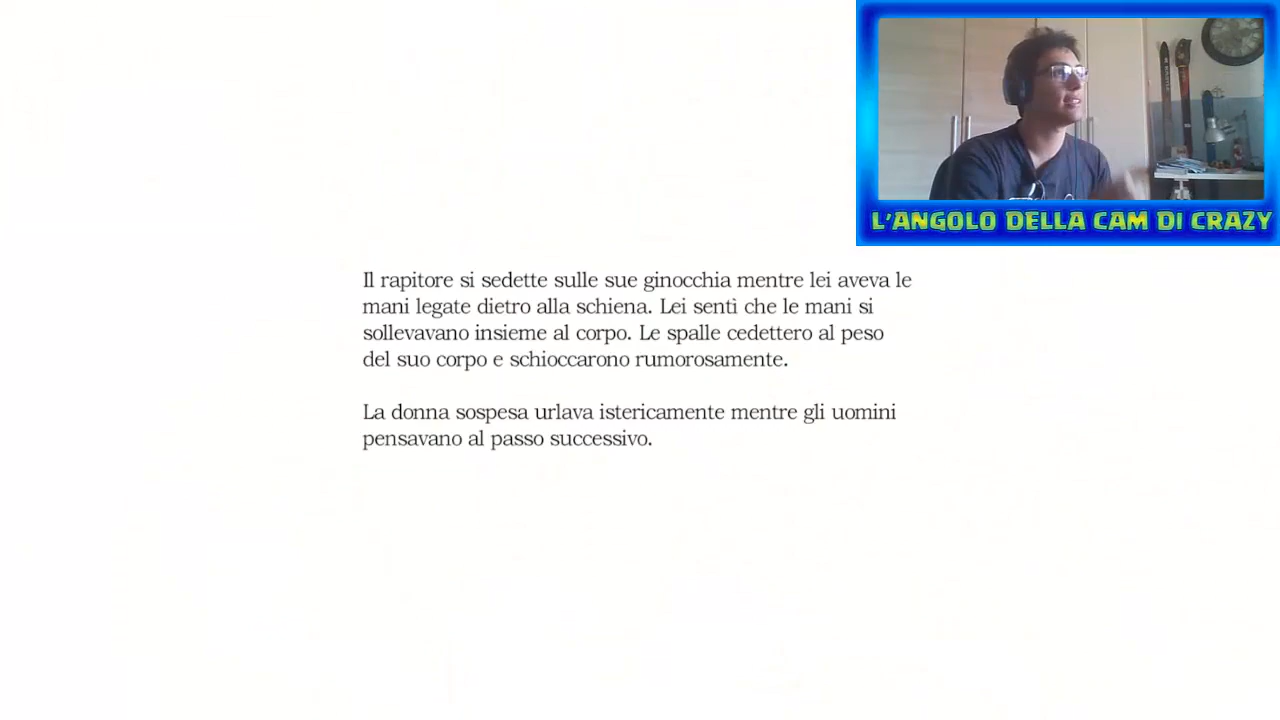 L'ANGOLO DELLA CAM DI CRAZY
Il rapitore si sedette sulle sue ginocchia mentre lei aveva le
mani legate dietro alla schiena. Lei sentì che le mani si
sollevavano insieme al corpo. Le spalle cedettero al peso
del suo corpo e schioccarono rumorosamente.
La donna sospesa urlava istericamente mentre gli uomini
pensavano al passo successivo.